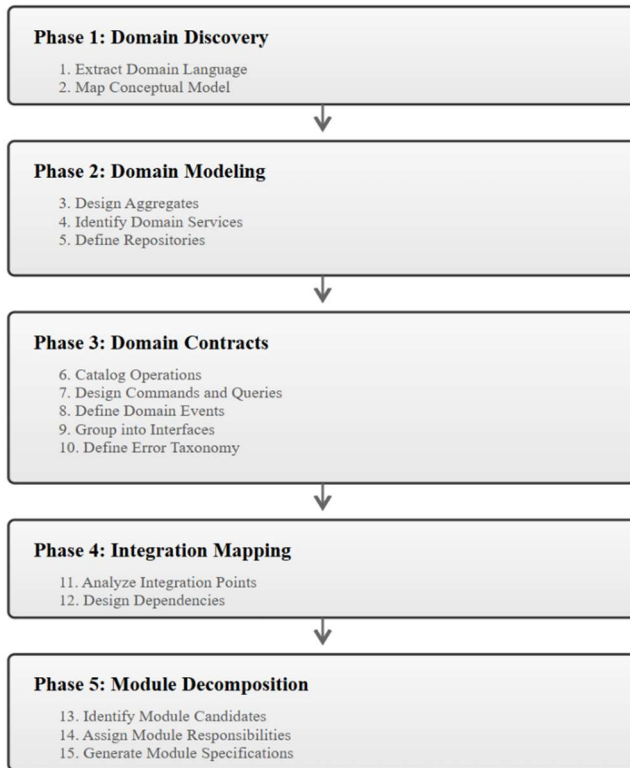 Phase 1: Domain Discovery
1. Extract Domain Language
2. Map Conceptual Model
Phase 2: Domain Modeling
3. Design Aggregates
4. Identify Domain Services
5. Define Repositories
Phase 3: Domain Contracts
6. Catalog Operations
7. Design Commands and Queries
8. Define Domain Events
9. Group into Interfaces
10. Define Error Taxonomy
Phase 4: Integration Mapping
11. Analyze Integration Points
12. Design Dependencies
Phase 5: Module Decomposition
13. Identify Module Candidates
14. Assign Module Responsibilities
15. Generate Module Specifications